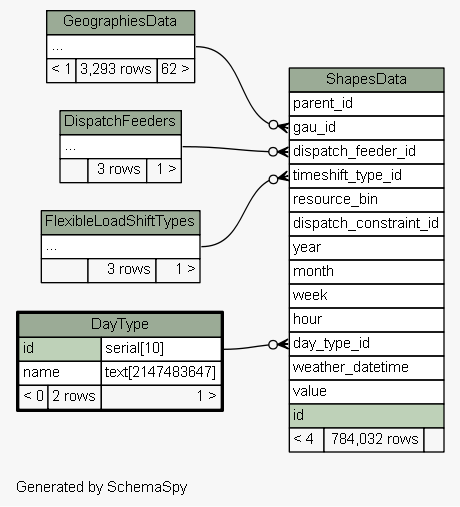 GeographiesData
...
< 1 3,293 rows 62 >
DispatchFeeders
...
3 rows 1 >
FlexibleLoadShiftTypes
...
3 rows 1 >
DayType
id serial[10]
name text[2147483647]
< 0 2 rows 1 >
ShapesData
parent_id
gau_id
dispatch_feeder_id
timeshift_type_id
resource_bin
dispatch_constraint_id
year
month
week
hour
day_type_id
weather_datetime
value
id
< 4 784,032 rows
Generated by SchemaSpy